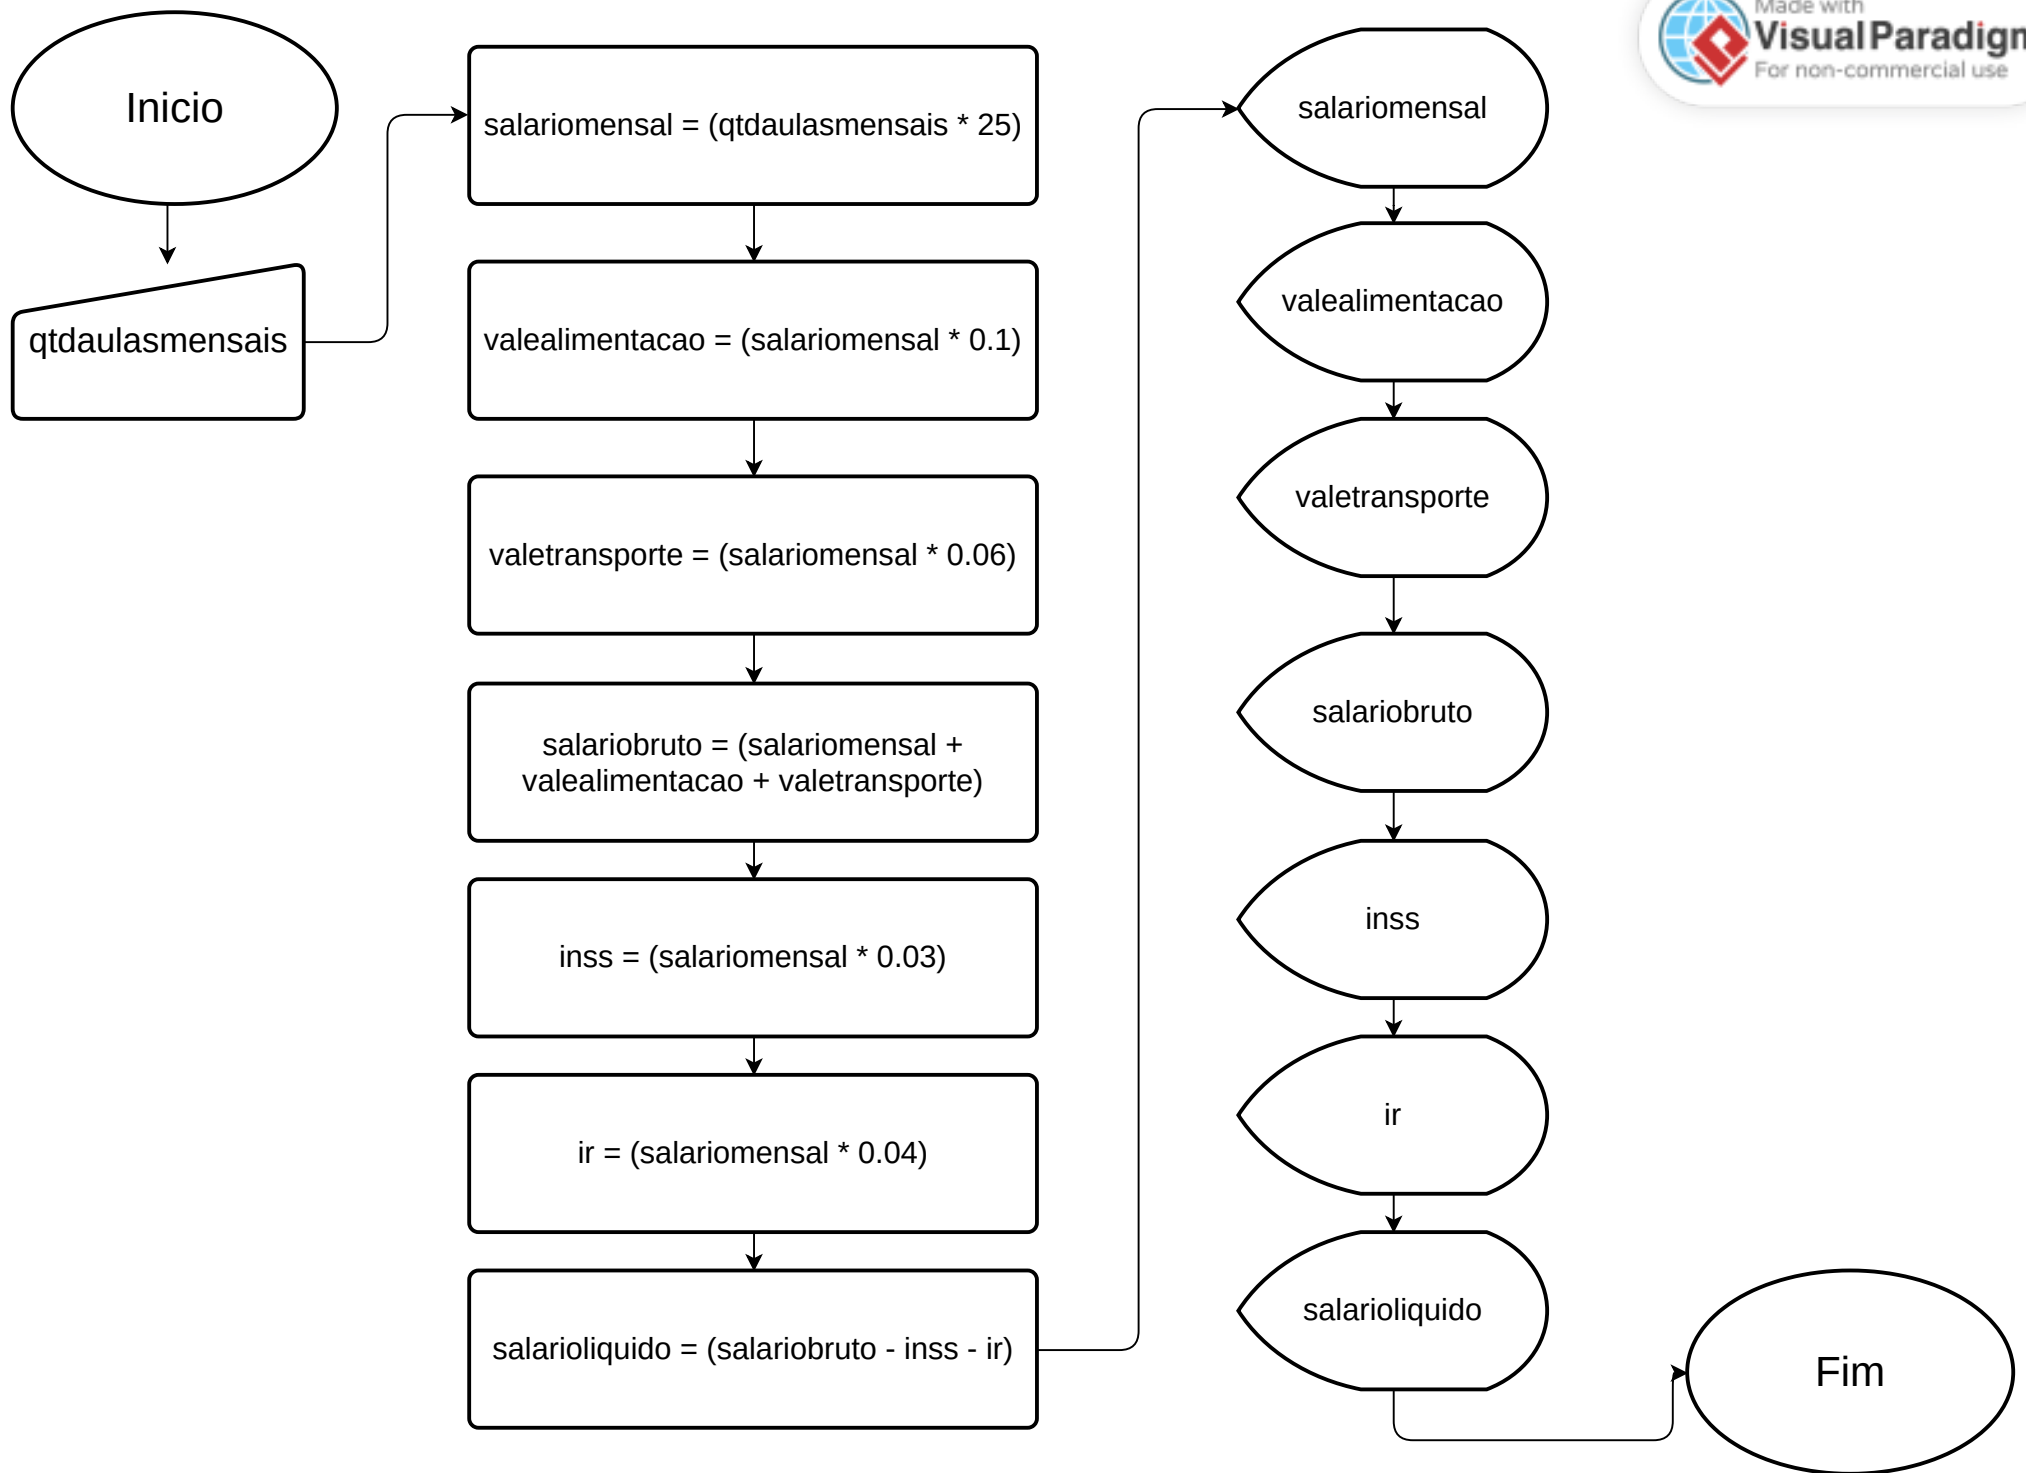 Inicio
qtdaulasmensais
salariomensal = (qtdaulasmensais * 25)
valealimentacao = (salariomensal * 0.1)
valetransporte = (salariomensal * 0.06)
salariobruto = (salariomensal +
valealimentacao + valetransporte)
inss = (salariomensal * 0.03)
ir = (salariomensal * 0.04)
salarioliquido = (salariobruto - inss - ir)
salariomensal
valealimentacao
valetransporte
salariobruto
inss
ir
salarioliquido
Fim
Made with
Visual Paradigm
For non-commercial use